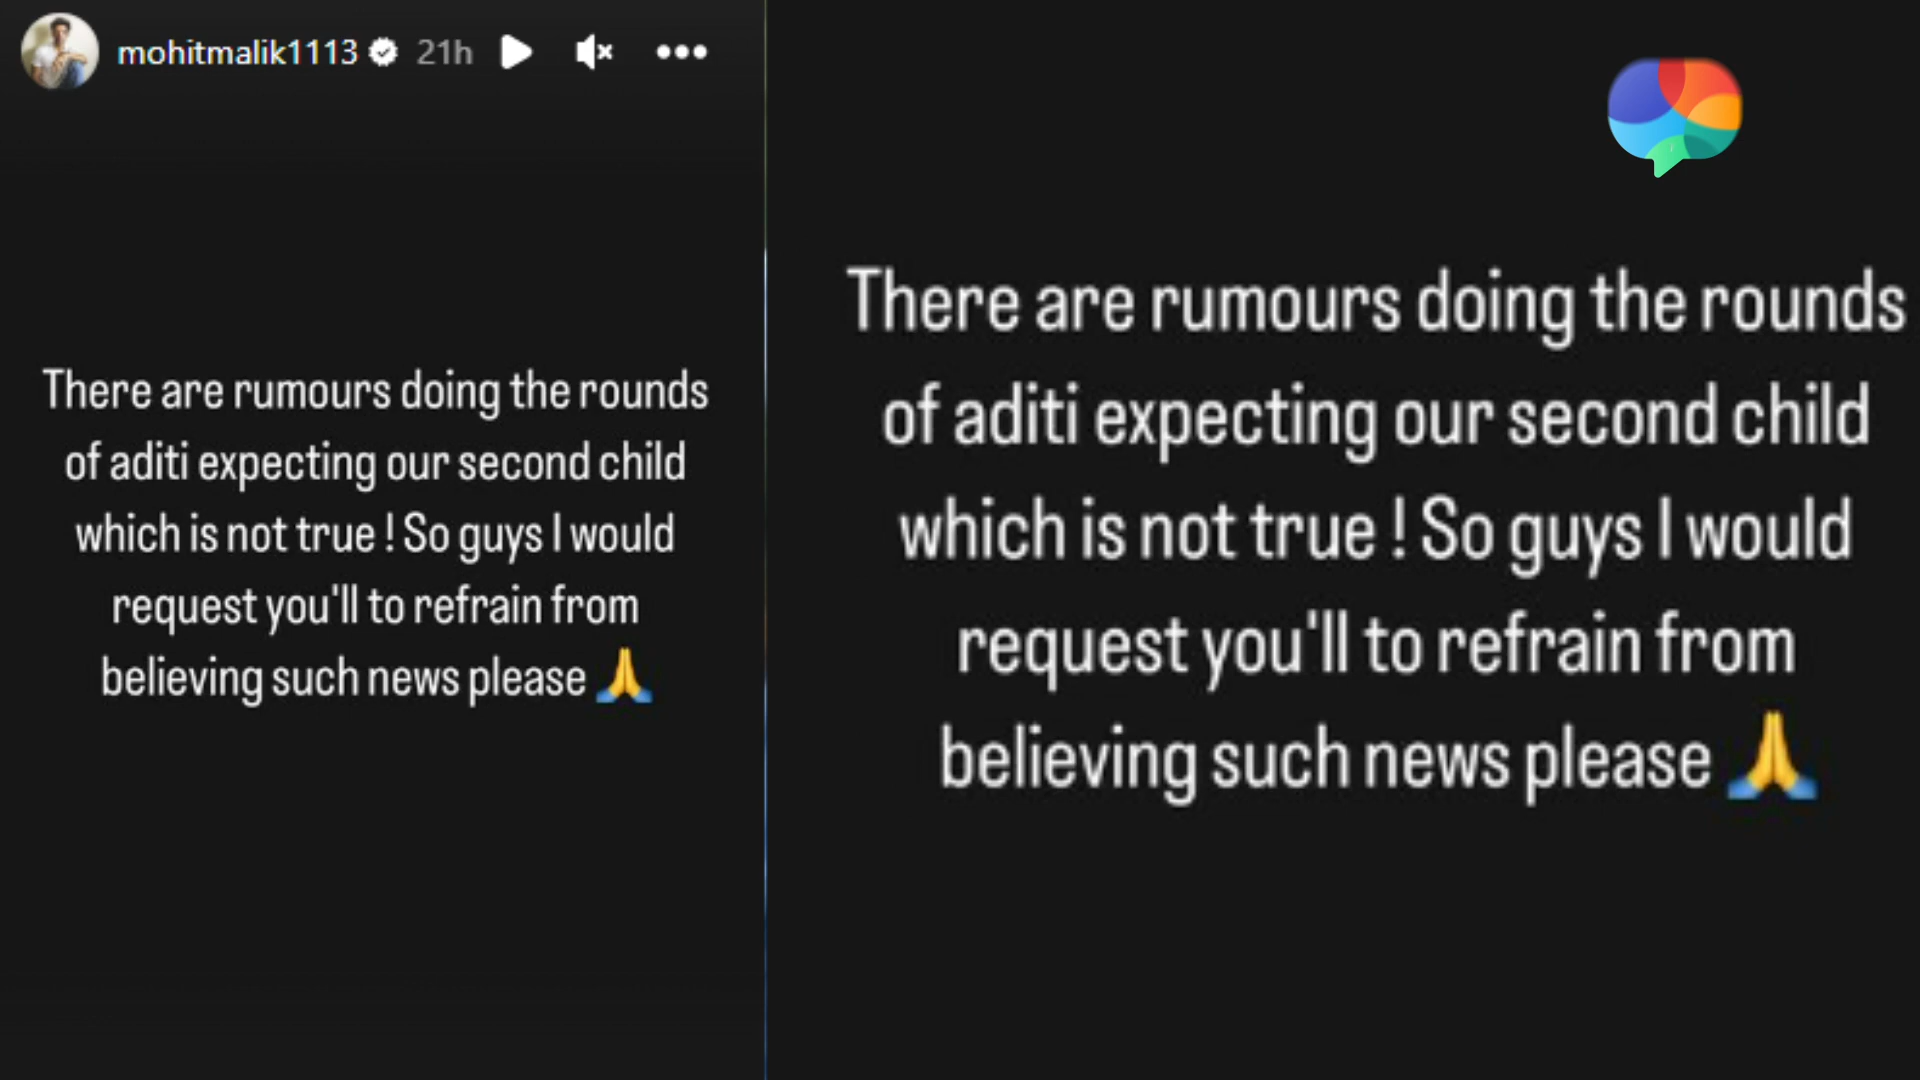 mohitmalik1113 21h
There are rumours doing the rounds
of aditi expecting our second child
which is not true ! So guys I would
request you'll to refrain from
believing such news please 🙏
There are rumours doing the rounds
of aditi expecting our second child
which is not true ! So guys I would
request you'll to refrain from
believing such news please 🙏